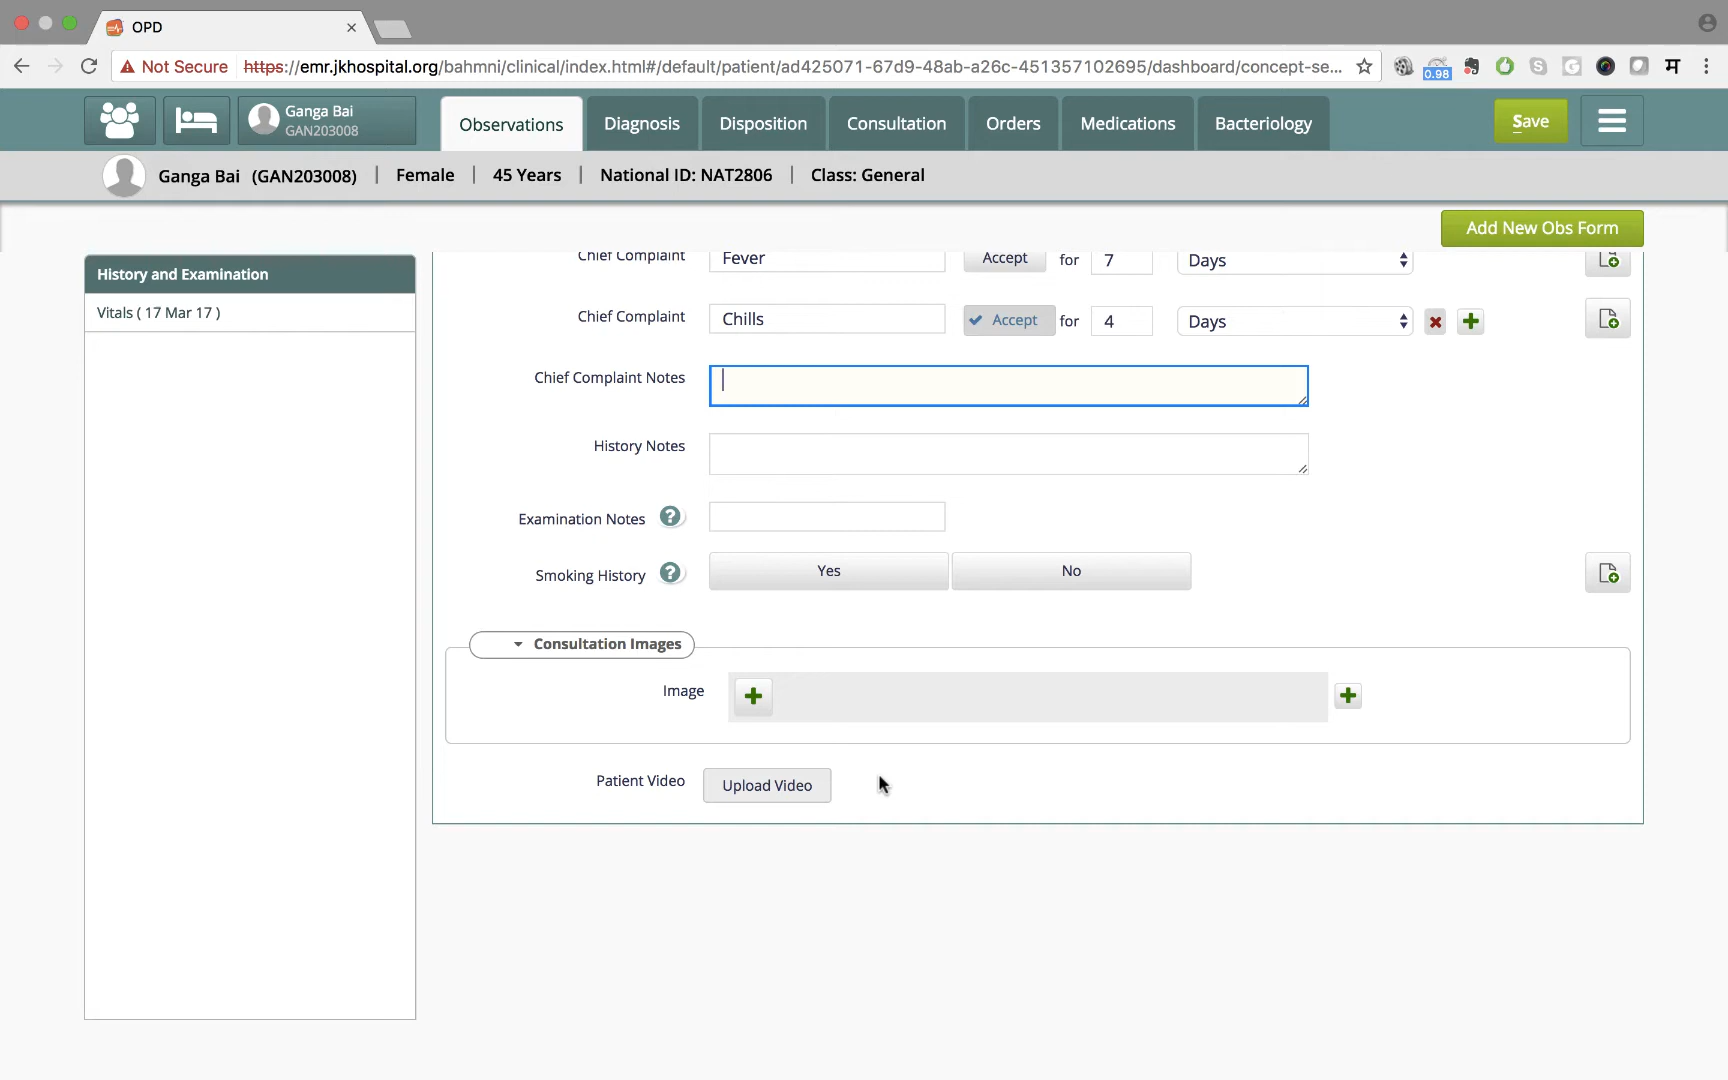 OPD
Not Secure https://emr.jkhospital.org/bahmni/clinical/index.html#/default/patient/ad425071-67d9-48ab-a26c-451357102695/dashboard/concept-se...
0.98
म
Ganga Bai
GAN203008
Observations Diagnosis Disposition Consultation Orders Medications Bacteriology Save
Ganga Bai (GAN203008) | Female | 45 Years | National ID: NAT2806 | Class: General
Add New Obs Form
History and Examination
Vitals ( 17 Mar 17 )
Chief Complaint Fever Accept for 7 Days
Chief Complaint Chills Accept for 4 Days
Chief Complaint Notes
History Notes
Examination Notes ?
Smoking History ? Yes No
Consultation Images
Image
Patient Video Upload Video